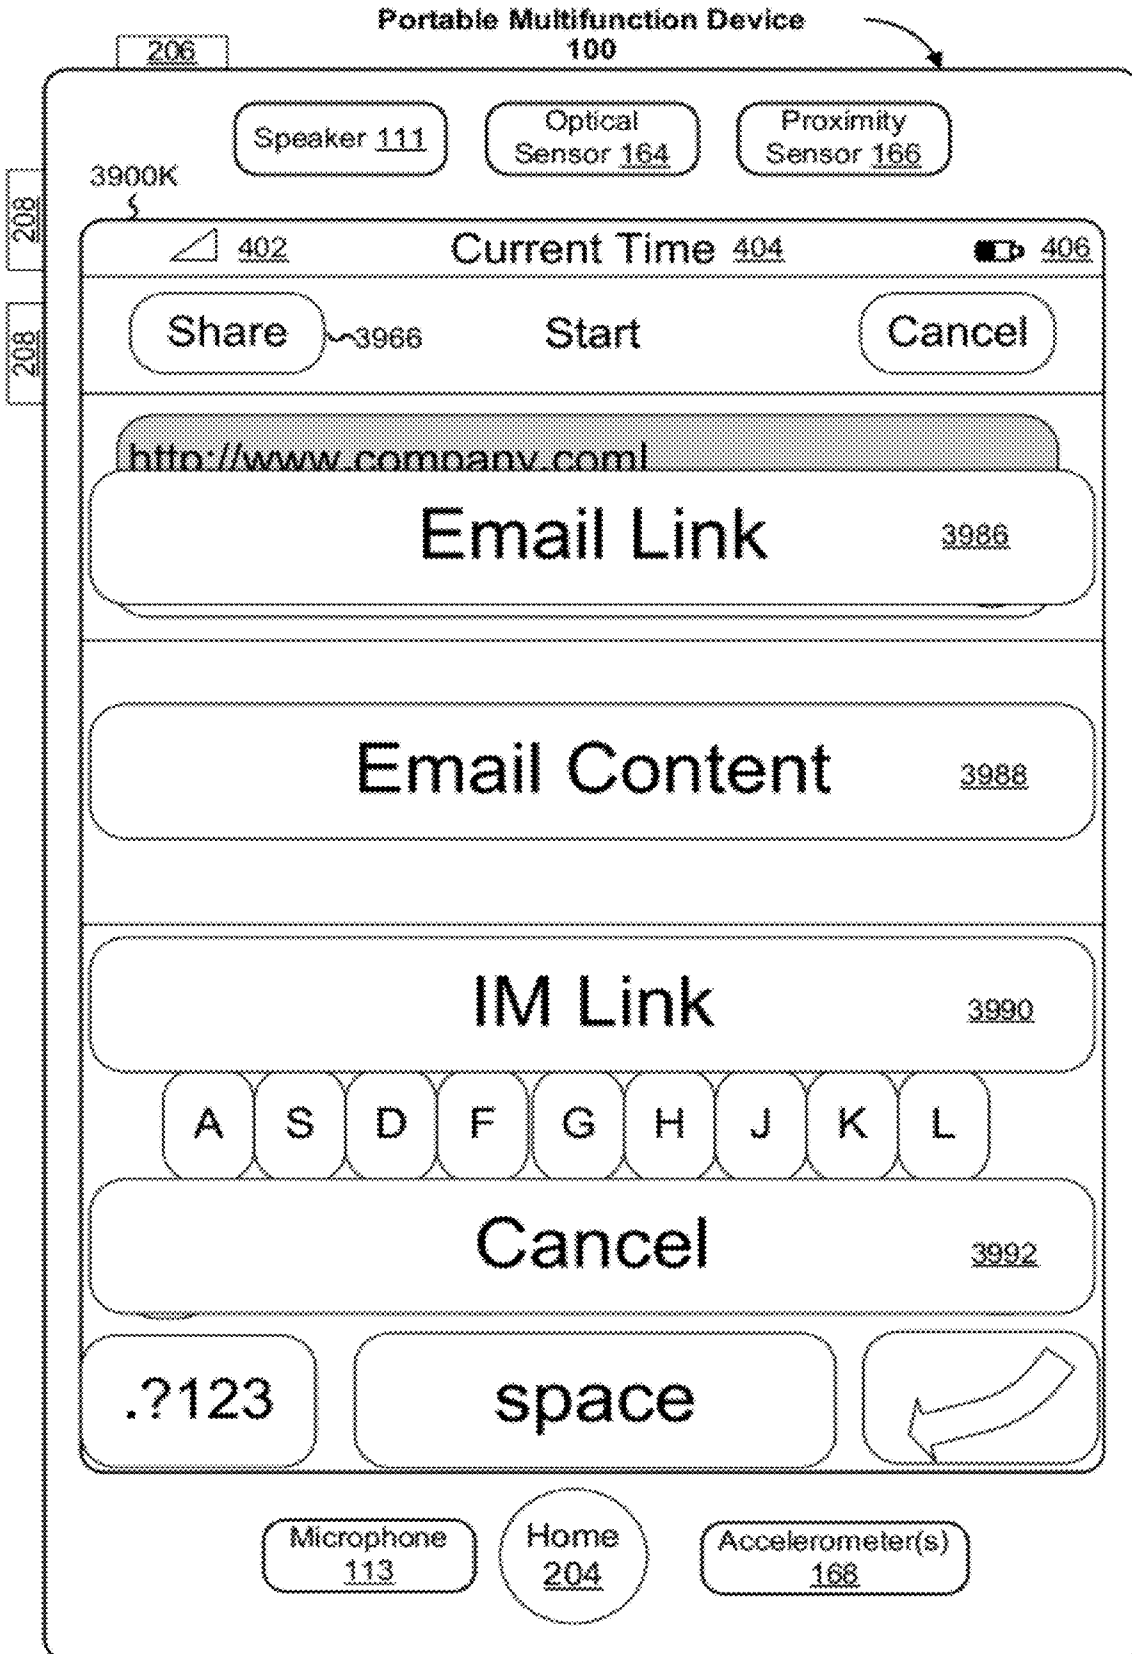 Portable Multifunction Device
100
206
Speaker 111
Optical
Sensor 164
Proximity
Sensor 166
3900K
208
208
402 Current Time 404 406
Share 3966 Start Cancel
http://www.company.com
Email Link 3986
Email Content 3988
IM Link 3990
A S D F G H J K L
Cancel 3992
.?123 space
Microphone
113
Home
204
Accelerometer(s)
168